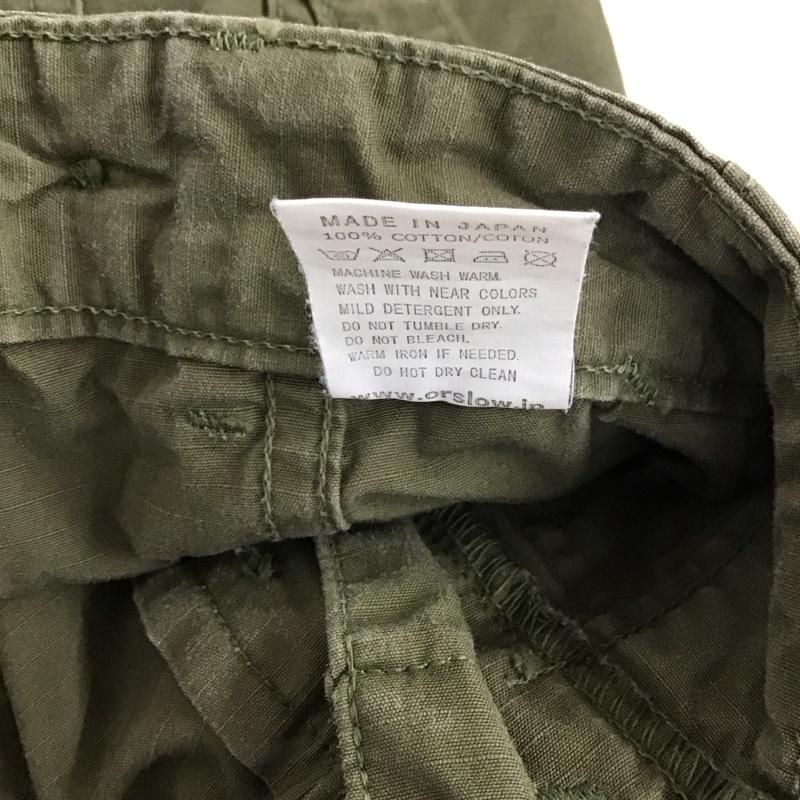 MADE IN JAPAN
100% COTTON/COTON
MACHINE WASH WARM.
WASH WITH NEAR COLORS.
MILD DETERGENT ONLY.
DO NOT TUMBLE DRY.
DO NOT BLEACH.
WARM IRON IF NEEDED.
DO NOT DRY CLEAN
www.orslow.jp